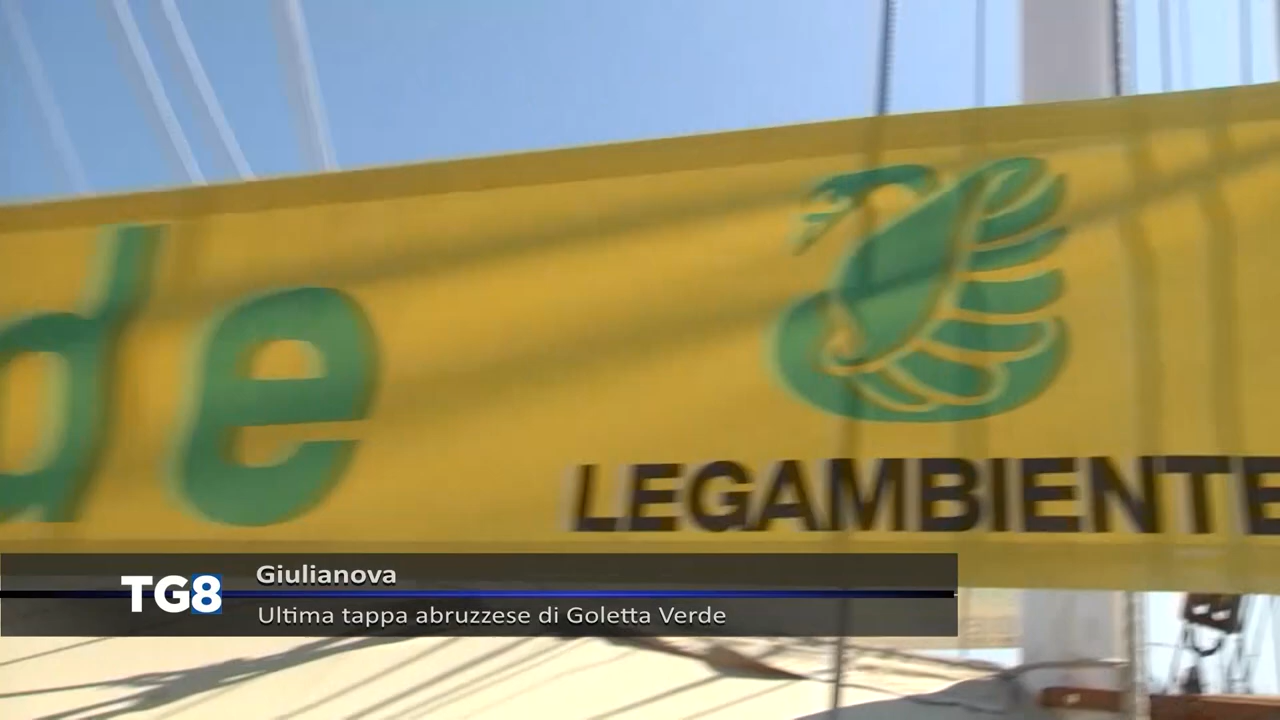 de
LEGAMBIENTE
TG8
Giulianova
Ultima tappa abruzzese di Goletta Verde